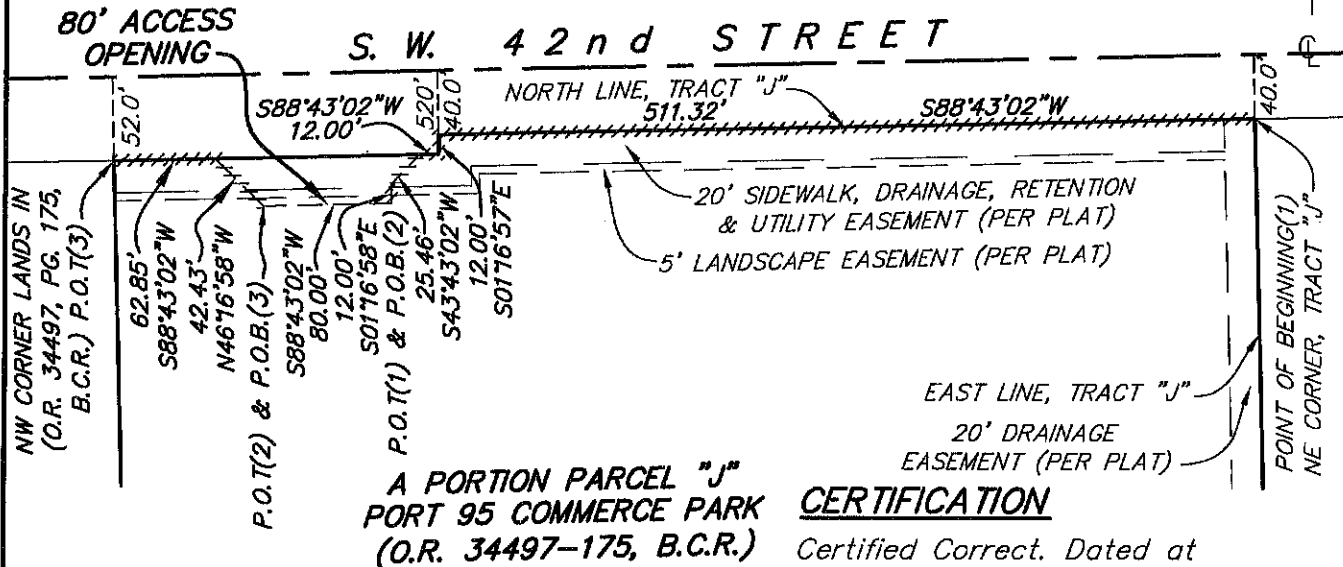 80' ACCESS
OPENING
S. W. 42nd STREET
52.0'
S88°43'02"W
12.00'
520'
40.0'
NORTH LINE, TRACT "J"
511.32'
S88°43'02"W
40.0'
NW CORNER LANDS IN
(O.R. 34497, PG. 175,
B.C.R.) P.O.T(3)
62.85'
S88°43'02"W
42.43'
N46°16'58"W
P.O.T(2) & P.O.B.(3)
S88°43'02"W
80.00'
12.00'
S01°16'58"E
P.O.T(1) & P.O.B.(2)
25.46'
S43°43'02"W
12.00'
S01°16'57"E
20' SIDEWALK, DRAINAGE, RETENTION
& UTILITY EASEMENT (PER PLAT)
5' LANDSCAPE EASEMENT (PER PLAT)
EAST LINE, TRACT "J"
20' DRAINAGE
EASEMENT (PER PLAT)
POINT OF BEGINNING(1)
NE CORNER, TRACT "J"
A PORTION PARCEL "J"
PORT 95 COMMERCE PARK
(O.R. 34497-175, B.C.R.)
CERTIFICATION
Certified Correct. Dated at